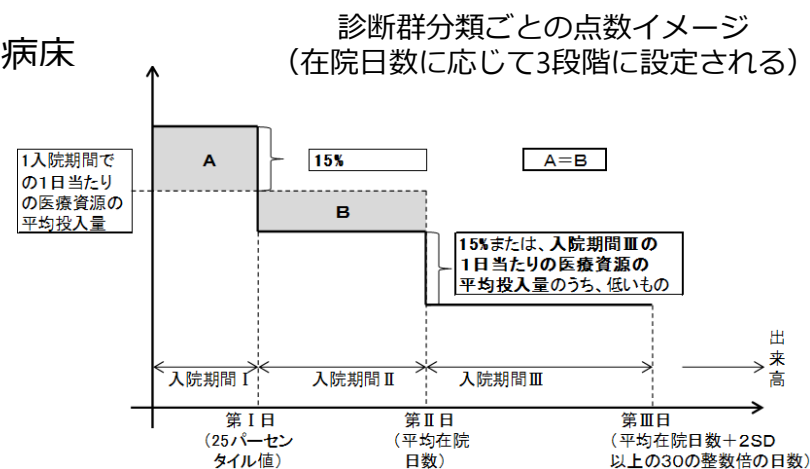 診断群分類ごとの点数イメージ
病床
（在院日数に応じて3段階に設定される）
1入院期間で
の1日当たり
の医療資源の
平均投入量
A
15%
A＝B
B
15%または、入院期間Ⅲの
1日当たりの医療資源の
平均投入量のうち、低いもの
入院期間Ⅰ
入院期間Ⅱ
入院期間Ⅲ
出来高
第Ⅰ日
（25パーセン
タイル値）
第Ⅱ日
（平均在院
日数）
第Ⅲ日
（平均在院日数＋2SD
以上の30の整数倍の日数）